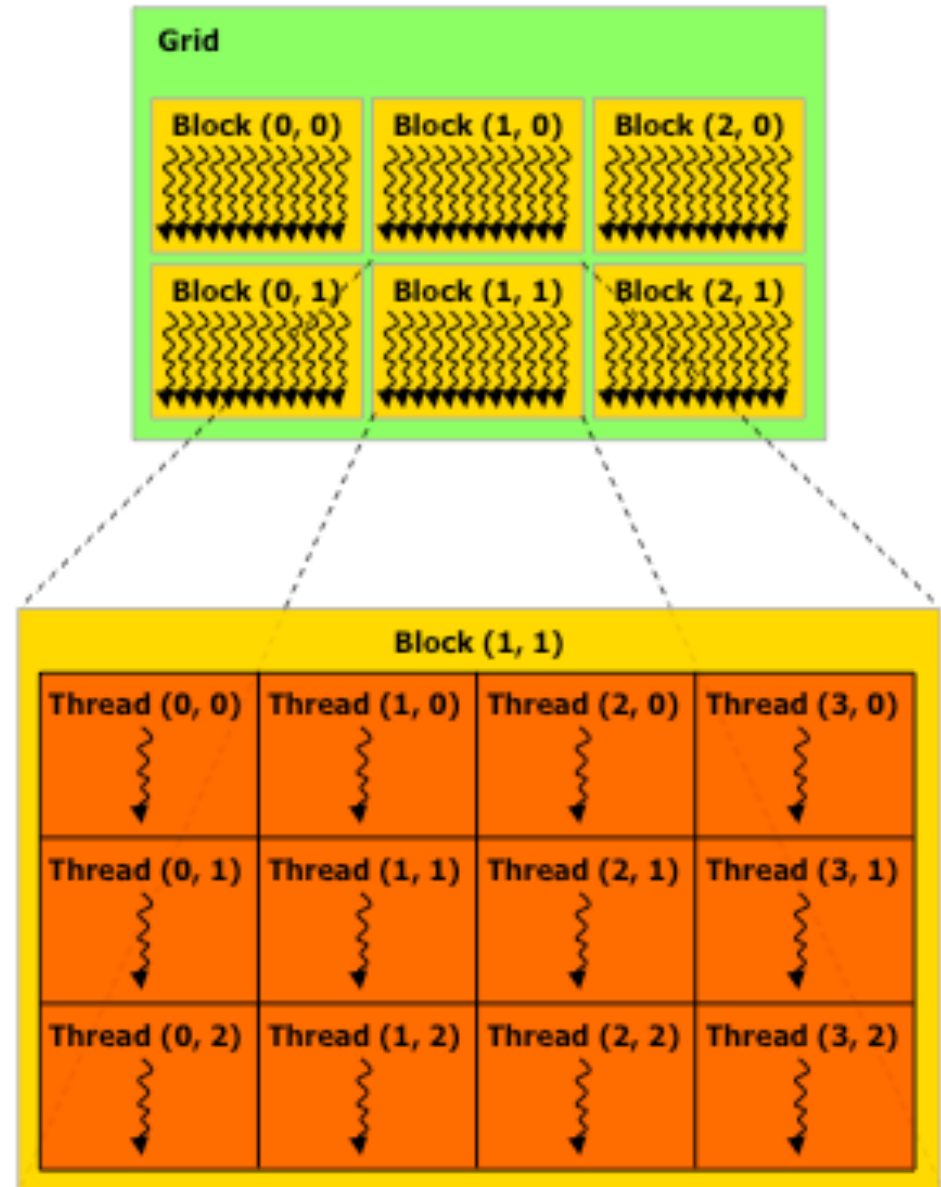 Grid
Block (0, 0) Block (1, 0) Block (2, 0)
Block (0, 1) Block (1, 1) Block (2, 1)
Block (1, 1)
Thread (0, 0) Thread (1, 0) Thread (2, 0) Thread (3, 0)
Thread (0, 1) Thread (1, 1) Thread (2, 1) Thread (3, 1)
Thread (0, 2) Thread (1, 2) Thread (2, 2) Thread (3, 2)